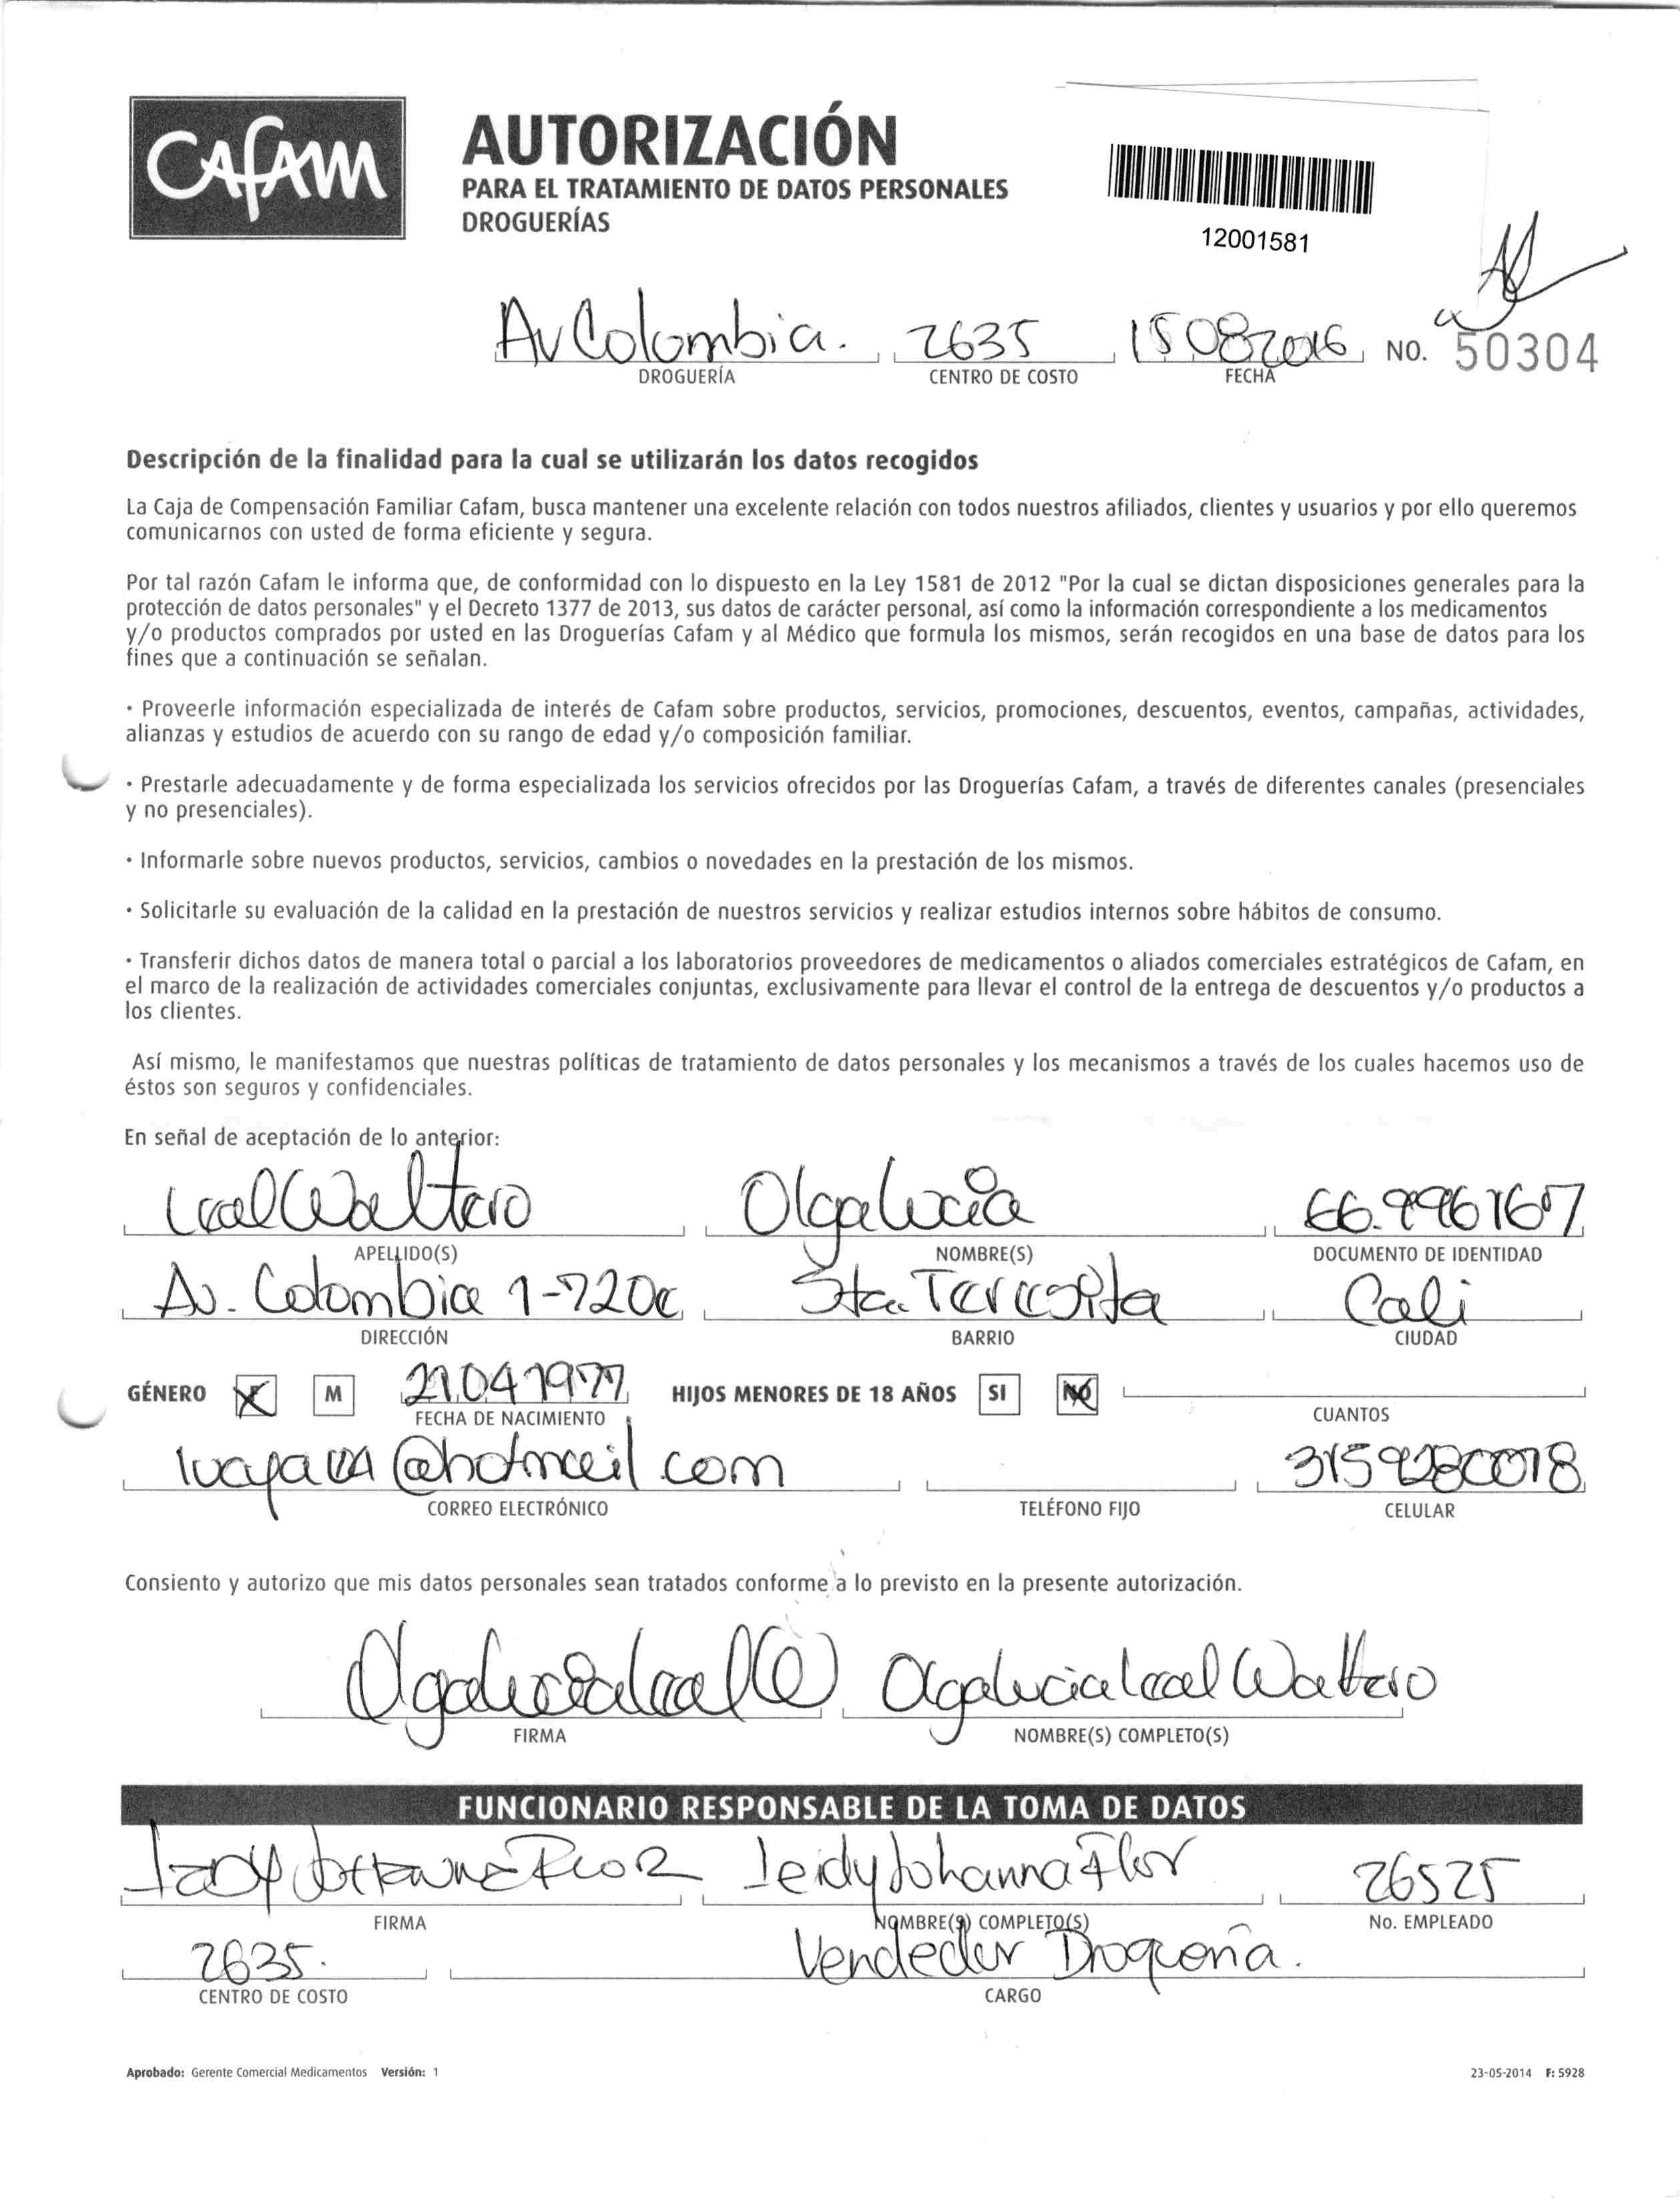 CAFAM
AUTORIZACIÓN
PARA EL TRATAMIENTO DE DATOS PERSONALES
DROGUERÍAS
12001581
Av Colombia. 2635 15 08 2016 NO. 50304
DROGUERÍA CENTRO DE COSTO FECHA
Descripción de la finalidad para la cual se utilizarán los datos recogidos
La Caja de Compensación Familiar Cafam, busca mantener una excelente relación con todos nuestros afiliados, clientes y usuarios y por ello queremos
comunicarnos con usted de forma eficiente y segura.
Por tal razón Cafam le informa que, de conformidad con lo dispuesto en la Ley 1581 de 2012 "Por la cual se dictan disposiciones generales para la
protección de datos personales" y el Decreto 1377 de 2013, sus datos de carácter personal, así como la información correspondiente a los medicamentos
y/o productos comprados por usted en las Droguerías Cafam y al Médico que formula los mismos, serán recogidos en una base de datos para los
fines que a continuación se señalan.
· Proveerle información especializada de interés de Cafam sobre productos, servicios, promociones, descuentos, eventos, campañas, actividades,
alianzas y estudios de acuerdo con su rango de edad y/o composición familiar.
· Prestarle adecuadamente y de forma especializada los servicios ofrecidos por las Droguerías Cafam, a través de diferentes canales (presenciales
y no presenciales).
· Informarle sobre nuevos productos, servicios, cambios o novedades en la prestación de los mismos.
· Solicitarle su evaluación de la calidad en la prestación de nuestros servicios y realizar estudios internos sobre hábitos de consumo.
· Transferir dichos datos de manera total o parcial a los laboratorios proveedores de medicamentos o aliados comerciales estratégicos de Cafam, en
el marco de la realización de actividades comerciales conjuntas, exclusivamente para llevar el control de la entrega de descuentos y/o productos a
los clientes.
Así mismo, le manifestamos que nuestras políticas de tratamiento de datos personales y los mecanismos a través de los cuales hacemos uso de
éstos son seguros y confidenciales.
En señal de aceptación de lo anterior:
Leal Waltero Olga Lucia
APELLIDO(S) NOMBRE(S) DOCUMENTO DE IDENTIDAD
Av. Colombia 1-720c Sta Teresita Cali
DIRECCIÓN BARRIO CIUDAD
GÉNERO M 21 04 1977 HIJOS MENORES DE 18 AÑOS SI NO
FECHA DE NACIMIENTO CUANTOS
@hotmail.com
CORREO ELECTRÓNICO TELÉFONO FIJO CELULAR
Consiento y autorizo que mis datos personales sean tratados conforme a lo previsto en la presente autorización.
Olga Lucia Leal W Olga Lucia Leal Waltero
FIRMA NOMBRE(S) COMPLETO(S)
FUNCIONARIO RESPONSABLE DE LA TOMA DE DATOS
Leidy Johanna Flor 26525
FIRMA NOMBRE(S) COMPLETO(S) No. EMPLEADO
2635. Vendedor Drogueria.
CENTRO DE COSTO CARGO
Aprobado: Gerente Comercial Medicamentos Versión: 1 23-05-2014 F: 5928